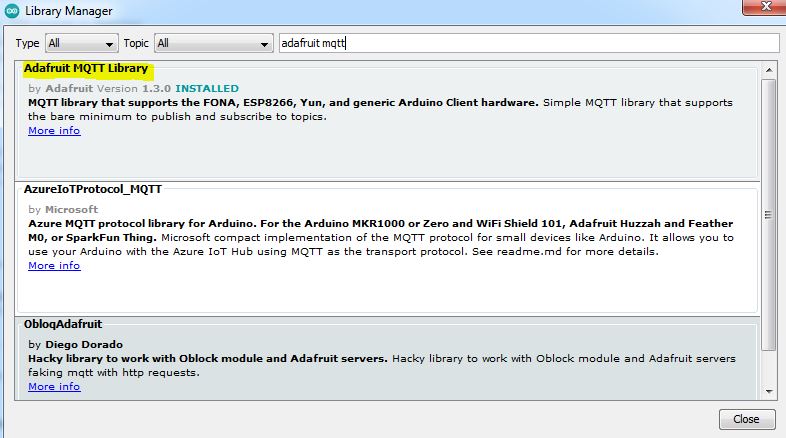 Library Manager
Type All Topic All adafruit mqtt
Adafruit MQTT Library
by Adafruit Version 1.3.0 INSTALLED
MQTT library that supports the FONA, ESP8266, Yun, and generic Arduino Client hardware. Simple MQTT library that supports
the bare minimum to publish and subscribe to topics.
More info
AzureIoTProtocol_MQTT
by Microsoft
Azure MQTT protocol library for Arduino. For the Arduino MKR1000 or Zero and WiFi Shield 101, Adafruit Huzzah and Feather
M0, or SparkFun Thing. Microsoft compact implementation of the MQTT protocol for small devices like Arduino. It allows you to
use your Arduino with the Azure IoT Hub using MQTT as the transport protocol. See readme.md for more details.
More info
ObloqAdafruit
by Diego Dorado
Hacky library to work with Oblock module and Adafruit servers. Hacky library to work with Oblock module and Adafruit servers
faking mqtt with http requests.
More info
Close